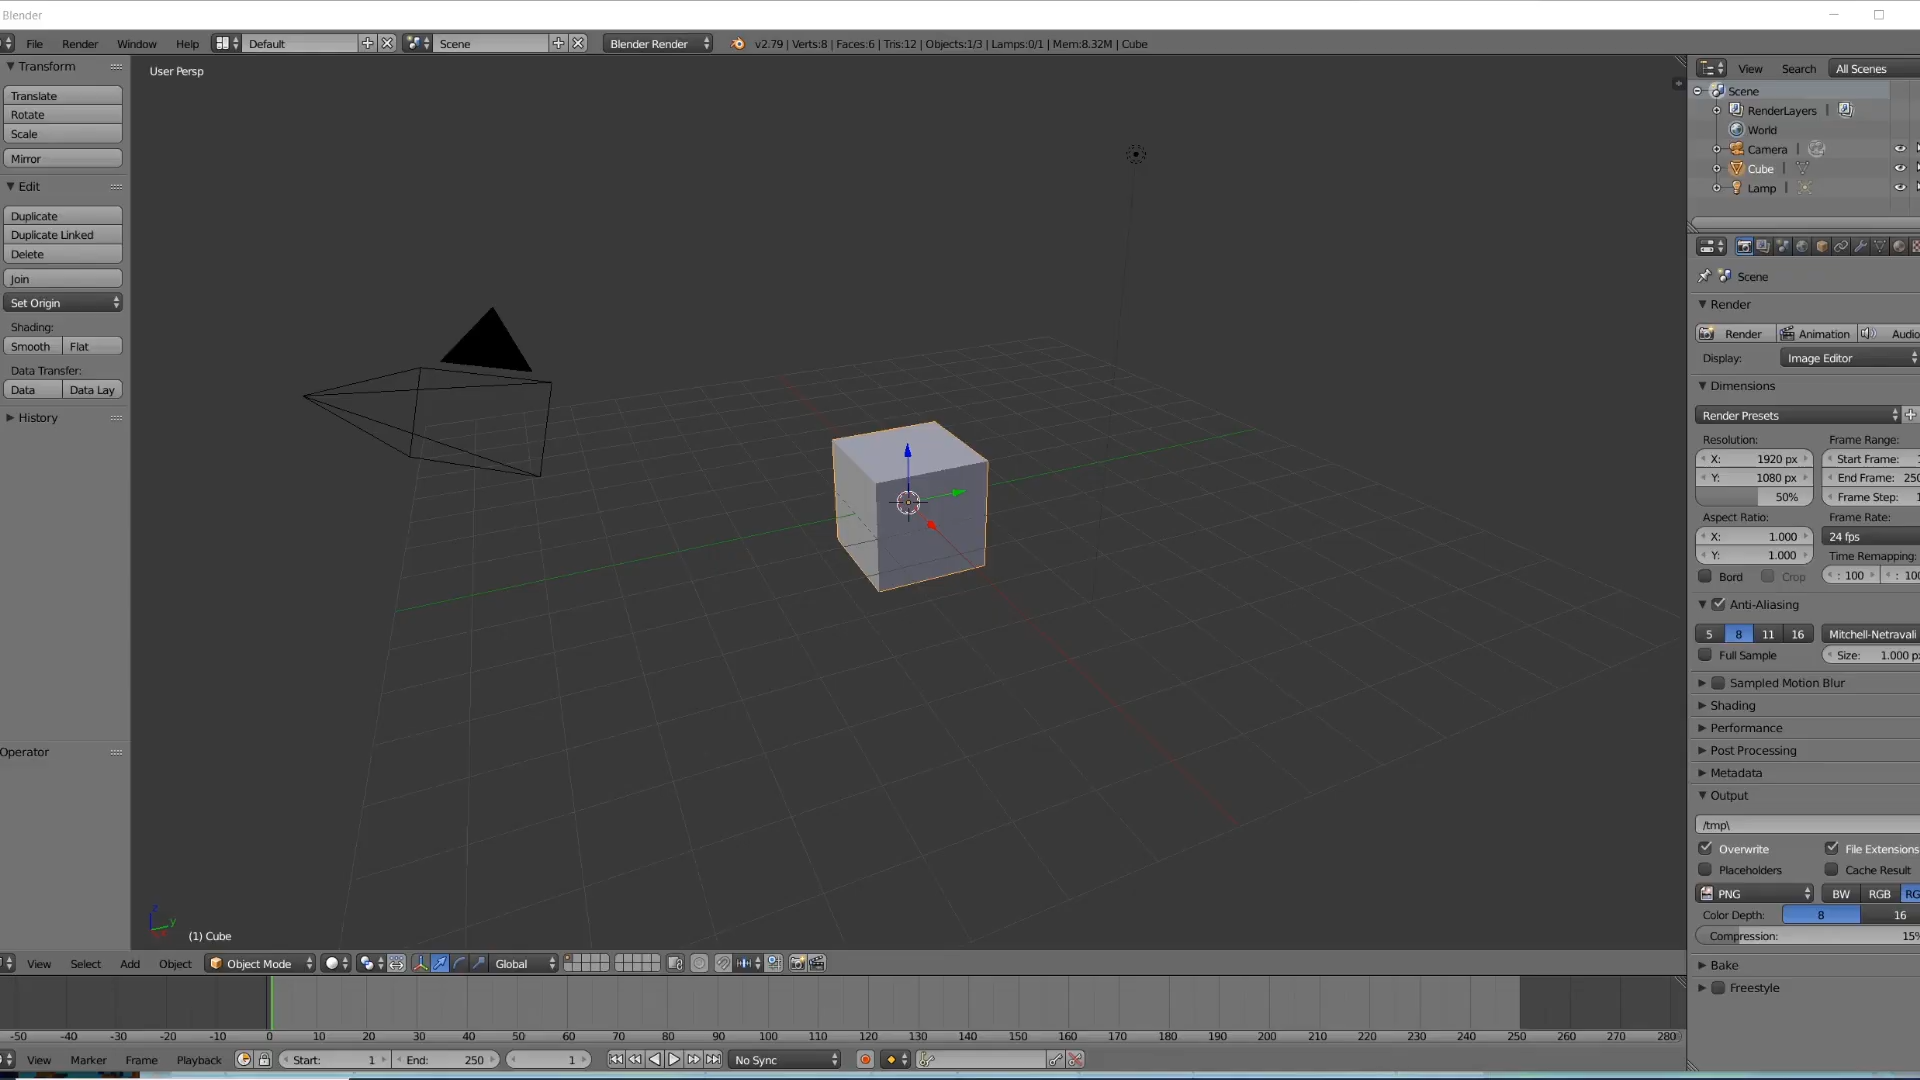 Blender
File Render Window Help Default Scene Blender Render v2.79 | Verts:8 | Faces:6 | Tris:12 | Objects:1/3 | Lamps:0/1 | Mem:8.32M | Cube
Transform
Translate
Rotate
Scale
Mirror
Edit
Duplicate
Duplicate Linked
Delete
Join
Set Origin
Shading:
Smooth Flat
Data Transfer:
Data Data Lay
History
Operator
User Persp
(1) Cube
View Search All Scenes
Scene
RenderLayers
World
Camera
Cube
Lamp
Scene
Render
Render Animation Audio
Display: Image Editor
Dimensions
Render Presets
Resolution: Frame Range:
X: 1920 px Start Frame: 1
Y: 1080 px End Frame: 250
50% Frame Step: 1
Aspect Ratio: Frame Rate:
X: 1.000 24 fps
Y: 1.000 Time Remapping:
Bord Crop : 100 : 100
Anti-Aliasing
5 8 11 16 Mitchell-Netravali
Full Sample Size: 1.000 px
Sampled Motion Blur
Shading
Performance
Post Processing
Metadata
Output
/tmp\
Overwrite File Extensions
Placeholders Cache Result
PNG BW RGB RG
Color Depth: 8 16
Compression: 15%
Bake
Freestyle
View Select Add Object Object Mode Global
-50 -40 -30 -20 -10 0 10 20 30 40 50 60 70 80 90 100 110 120 130 140 150 160 170 180 190 200 210 220 230 240 250 260 270 280
View Marker Frame Playback Start: 1 End: 250 1 No Sync